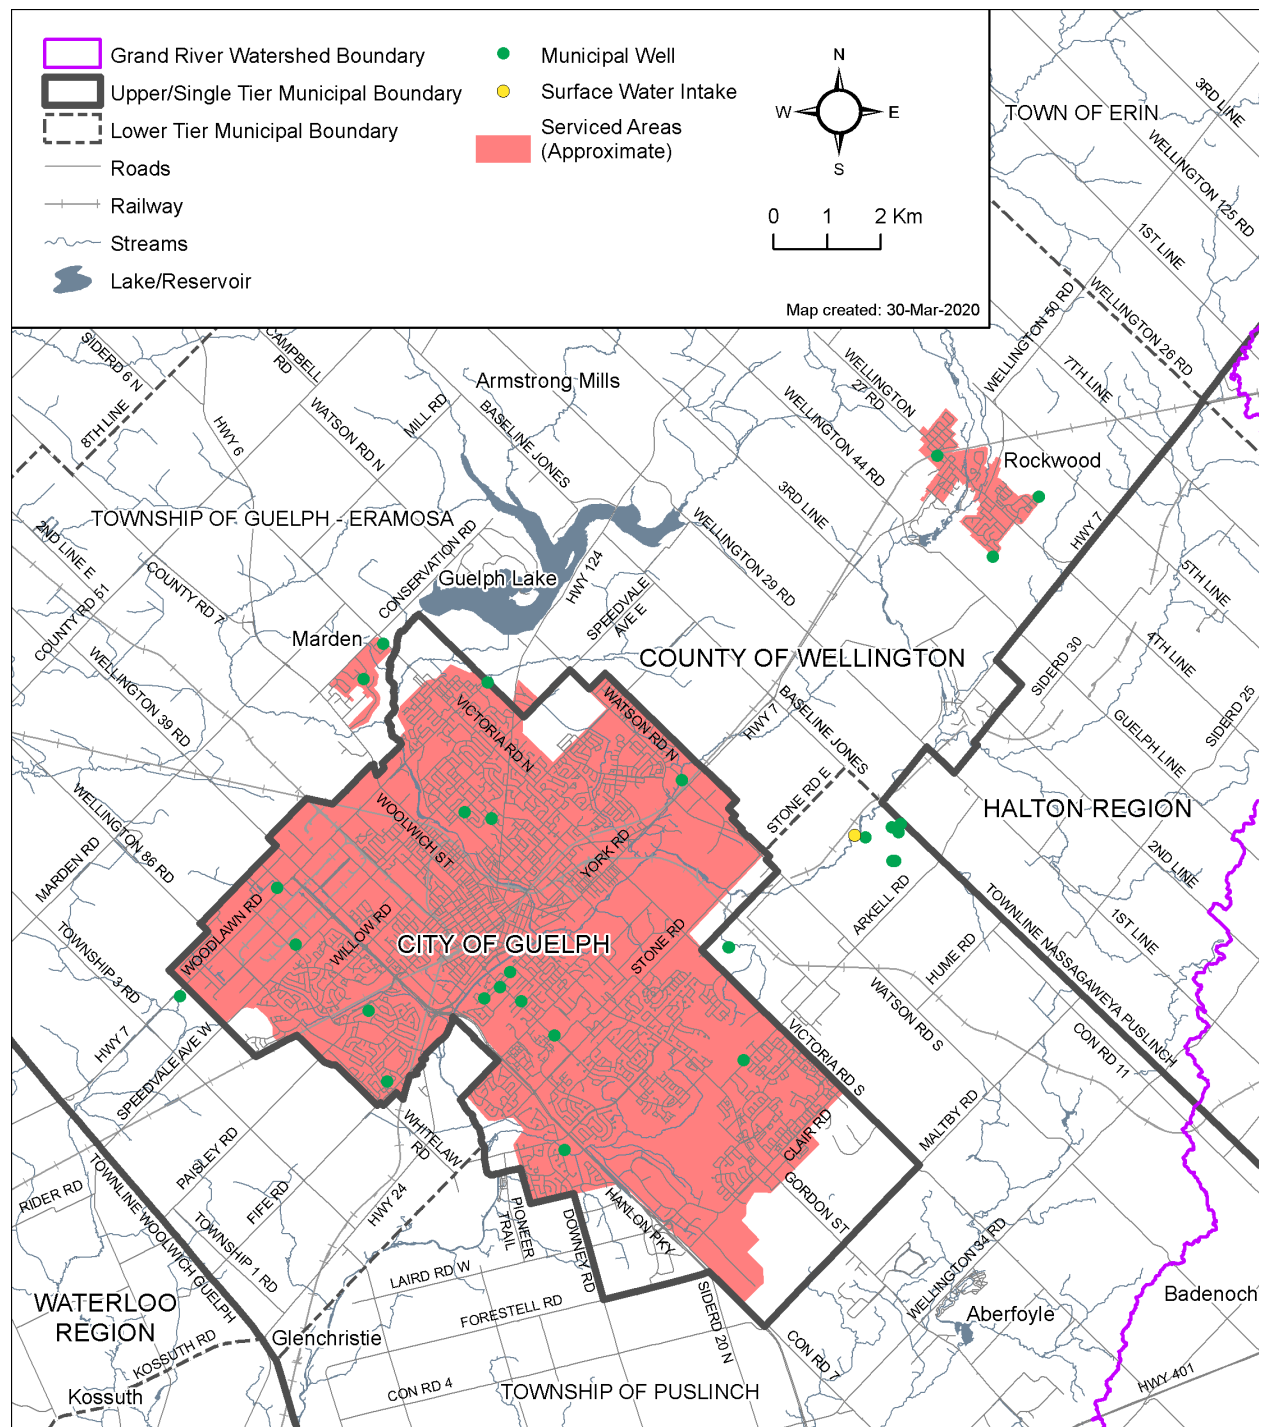 Grand River Watershed Boundary
Upper/Single Tier Municipal Boundary
Lower Tier Municipal Boundary
Roads
Railway
Streams
Lake/Reservoir
Municipal Well
Surface Water Intake
Serviced Areas
(Approximate)
N
W
E
S
0 1 2 Km
Map created: 30-Mar-2020
3RD LINE
TOWN OF ERIN
WELLINGTON 125 RD
1ST LINE
WELLINGTON 50 RD
WELLINGTON 26 RD
7TH LINE
SIDERD 6 N
CAMPBELL
RD
8TH LINE
HWY 6
WATSON RD N
MILL RD
Armstrong Mills
BASELINE JONES
WELLINGTON
27 RD
WELLINGTON 44 RD
Rockwood
3RD LINE
TOWNSHIP OF GUELPH - ERAMOSA
2ND LINE E
COUNTY RD 51
COUNTY RD 7
CONSERVATION RD
Guelph Lake
HWY 124
SPEEDVALE
AVE E
WELLINGTON 29 RD
HWY 7
5TH LINE
4TH LINE
Marden
COUNTY OF WELLINGTON
SIDERD 30
SIDERD 25
GUELPH LINE
WELLINGTON 39 RD
VICTORIA RD N
WATSON RD N
HWY 7
BASELINE JONES
STONE RD E
HALTON REGION
WELLINGTON 86 RD
MARDEN RD
WOOLWICH ST
YORK RD
2ND LINE
ARKELL RD
TOWNLINE NASSAGAWEYA PUSLINCH
1ST LINE
WOODLAWN RD
WILLOW RD
CITY OF GUELPH
STONE RD
HUME RD
TOWNSHIP 3 RD
HWY 7
SPEEDVALE AVE W
WATSON RD S
VICTORIA RD S
CON RD 11
MALTBY RD
CLAIR RD
WHITELAW
RD
PAISLEY RD
RIDER RD
TOWNLINE WOOLWICH GUELPH
FIFE RD
HWY 24
TOWNSHIP 1 RD
PIONEER
TRAIL
DOWNEY RD
HANLON PKY
GORDON ST
LAIRD RD W
WELLINGTON 34 RD
FORESTELL RD
SIDERD 20 N
WATERLOO
REGION
Badenoch
Aberfoyle
Glenchristie
KOSSUTH RD
Kossuth
CON RD 4
TOWNSHIP OF PUSLINCH
CON RD 7
HWY 401